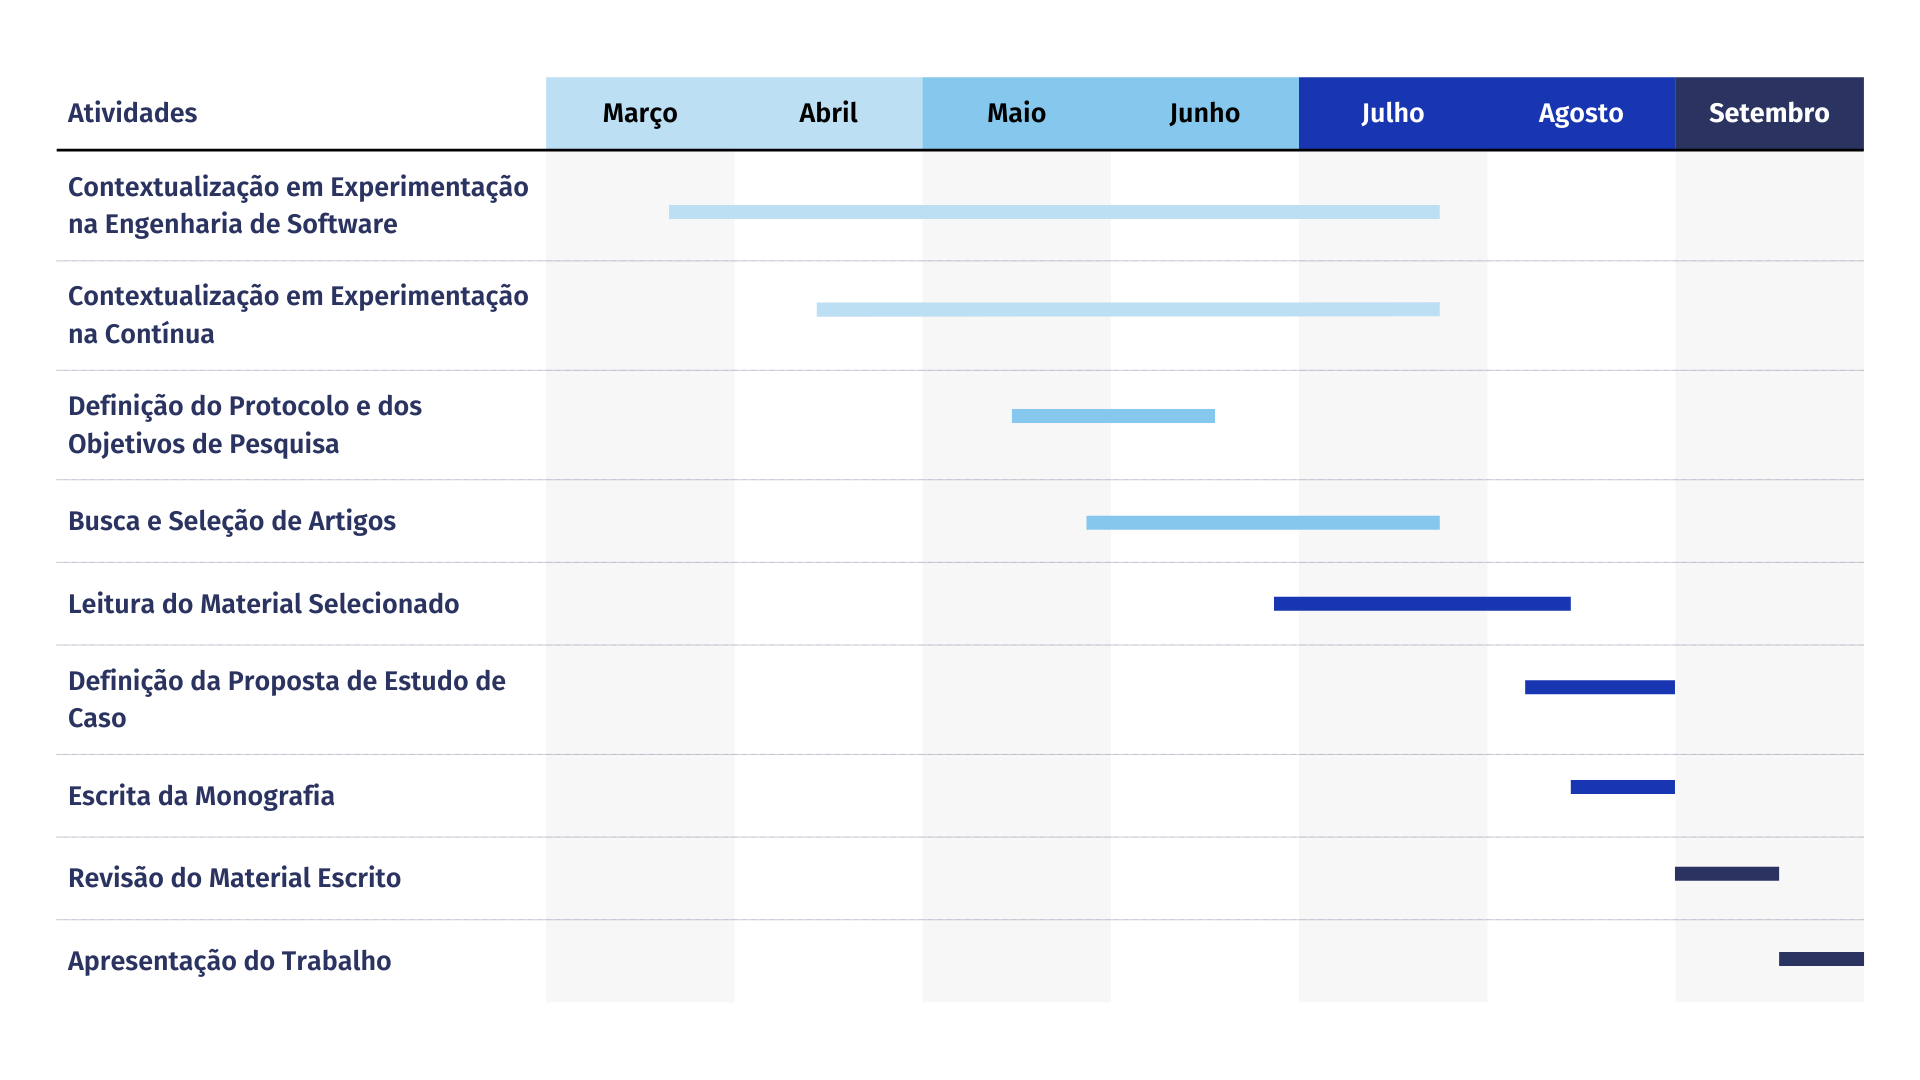 Atividades Março Abril Maio Junho Julho Agosto Setembro
Contextualização em Experimentação
na Engenharia de Software
Contextualização em Experimentação
na Contínua
Definição do Protocolo e dos
Objetivos de Pesquisa
Busca e Seleção de Artigos
Leitura do Material Selecionado
Definição da Proposta de Estudo de
Caso
Escrita da Monografia
Revisão do Material Escrito
Apresentação do Trabalho